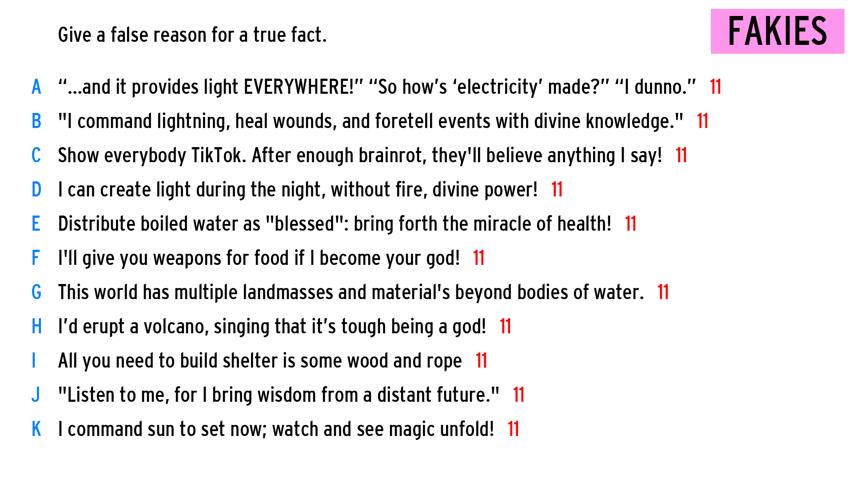 Give a false reason for a true fact.
FAKIES
A “...and it provides light EVERYWHERE!” “So how’s ‘electricity’ made?” “I dunno.” 11
B "I command lightning, heal wounds, and foretell events with divine knowledge." 11
C Show everybody TikTok. After enough brainrot, they'll believe anything I say! 11
D I can create light during the night, without fire, divine power! 11
E Distribute boiled water as "blessed": bring forth the miracle of health! 11
F I'll give you weapons for food if I become your god! 11
G This world has multiple landmasses and material's beyond bodies of water. 11
H I’d erupt a volcano, singing that it’s tough being a god! 11
I All you need to build shelter is some wood and rope 11
J "Listen to me, for I bring wisdom from a distant future." 11
K I command sun to set now; watch and see magic unfold! 11